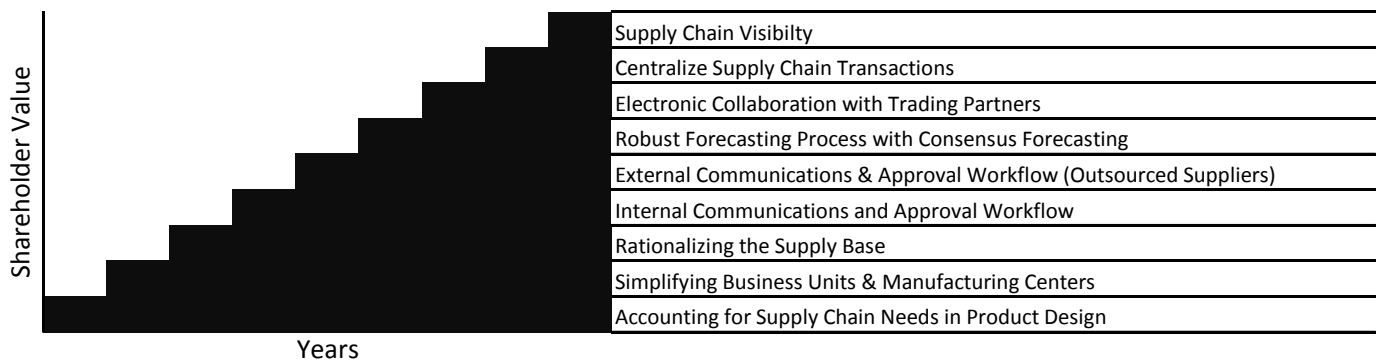 Shareholder Value
Supply Chain Visibilty
Centralize Supply Chain Transactions
Electronic Collaboration with Trading Partners
Robust Forecasting Process with Consensus Forecasting
External Communications & Approval Workflow (Outsourced Suppliers)
Internal Communications and Approval Workflow
Rationalizing the Supply Base
Simplifying Business Units & Manufacturing Centers
Accounting for Supply Chain Needs in Product Design
Years